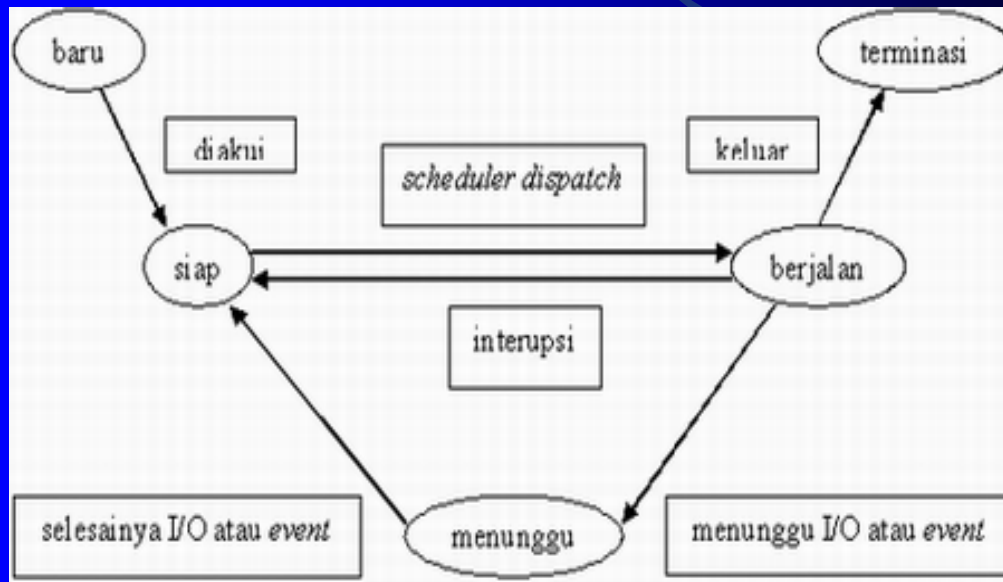 baru
terminasi
diakui
keluar
scheduler dispatch
siap
berjalan
interupsi
selesainya I/O atau event
menunggu
menunggu I/O atau event